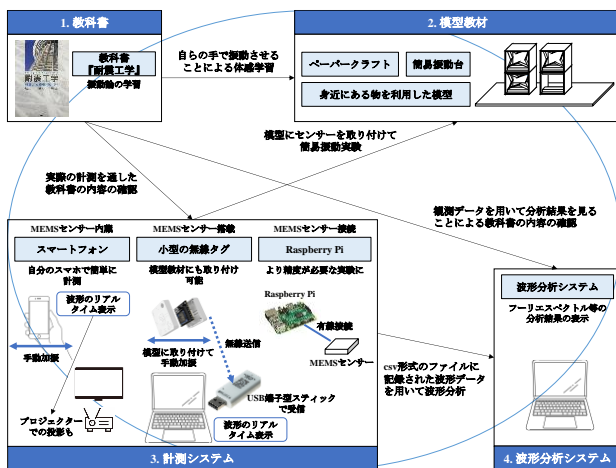 1. 教科書
耐震工学
教科書
『耐震工学』
振動論の学習
自らの手で振動させる
ことによる体感学習
2. 模型教材
ペーパークラフト
簡易振動台
身近にある物を利用した模型
模型にセンサーを取り付けて
簡易振動実験
実際の計測を通した
教科書の内容の確認
観測データを用いて分析結果を見る
ことによる教科書の内容の確認
MEMSセンサー内蔵
スマートフォン
自分のスマホで簡単に
計測
波形のリアル
タイム表示
手動加振
プロジェクター
での投影も
MEMSセンサー搭載
小型の無線タグ
模型教材にも取り付け
可能
模型に取り付けて
手動加振
無線送信
USB端子型スティック
で受信
波形のリアル
タイム表示
MEMSセンサー接続
Raspberry Pi
より精度が必要な実験に
Raspberry Pi
有線接続
MEMSセンサー
3. 計測システム
csv形式のファイルに
記録された波形データ
を用いて波形分析
波形分析システム
フーリエスペクトル等の
分析結果の表示
4. 波形分析システム